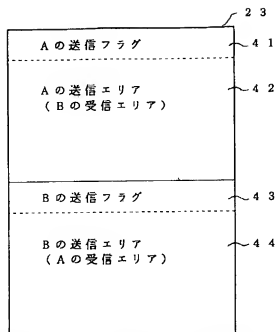 ２３
Ａの送信フラグ
４１
Ａの送信エリア
４２
（Ｂの受信エリア）
Ｂの送信フラグ
４３
Ｂの送信エリア
４４
（Ａの受信エリア）